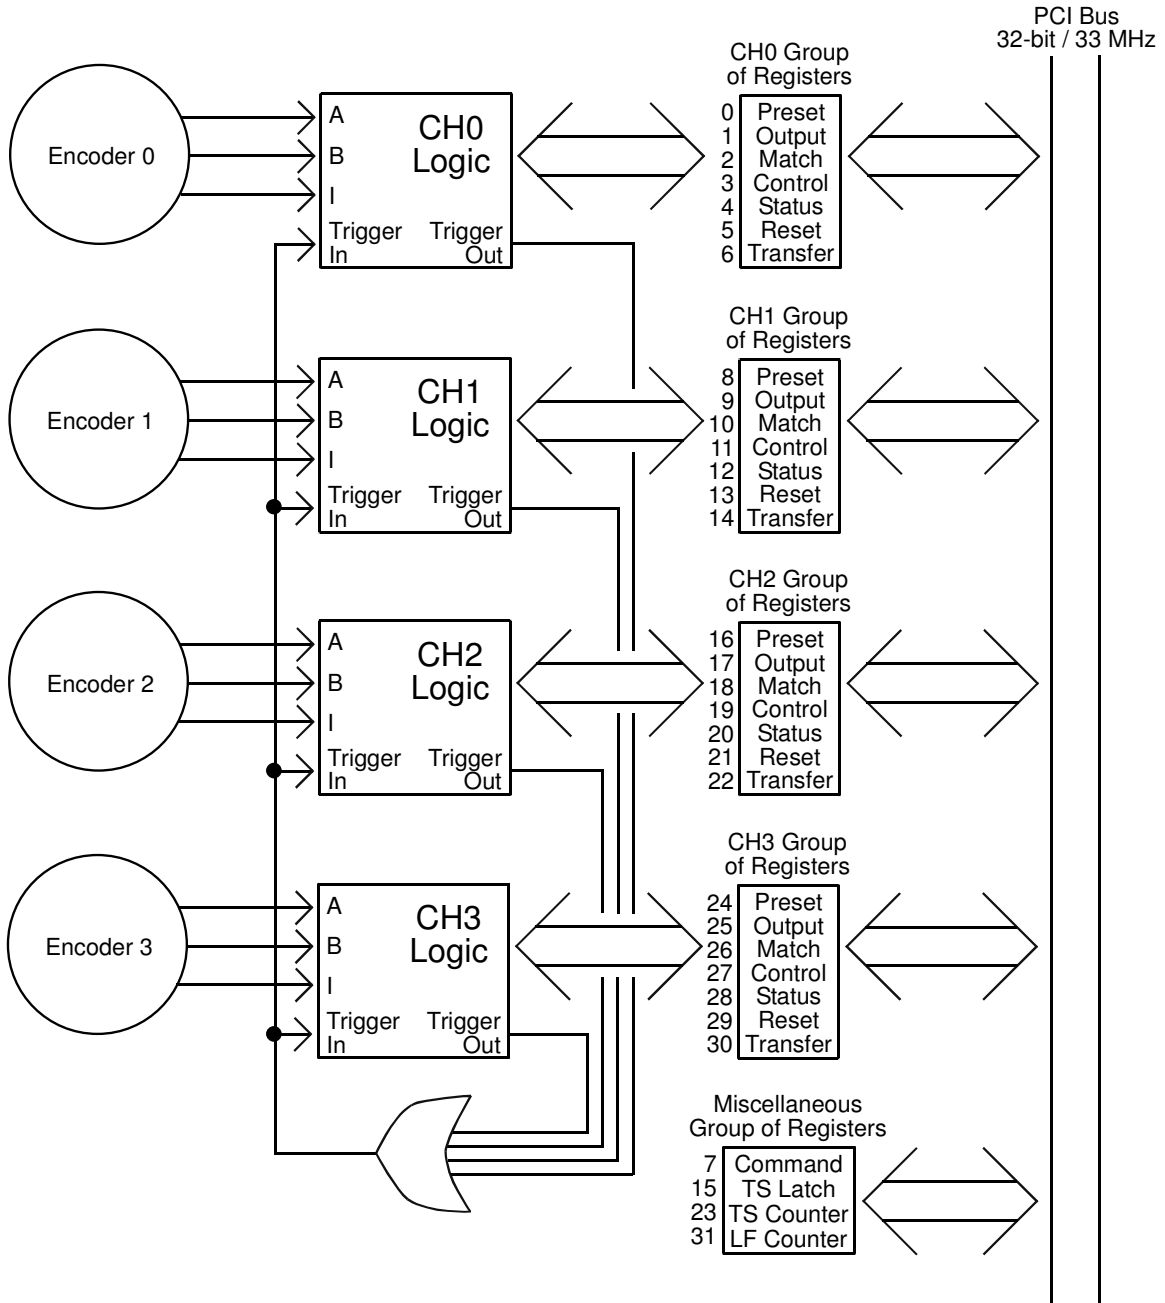 PCI Bus
32-bit / 33 MHz
Encoder 0
A
B
I
CH0
Logic
Trigger
In
Trigger
Out
CH0 Group
of Registers
0 Preset
1 Output
2 Match
3 Control
4 Status
5 Reset
6 Transfer
Encoder 1
A
B
I
CH1
Logic
Trigger
In
Trigger
Out
CH1 Group
of Registers
8 Preset
9 Output
10 Match
11 Control
12 Status
13 Reset
14 Transfer
Encoder 2
A
B
I
CH2
Logic
Trigger
In
Trigger
Out
CH2 Group
of Registers
16 Preset
17 Output
18 Match
19 Control
20 Status
21 Reset
22 Transfer
Encoder 3
A
B
I
CH3
Logic
Trigger
In
Trigger
Out
CH3 Group
of Registers
24 Preset
25 Output
26 Match
27 Control
28 Status
29 Reset
30 Transfer
Miscellaneous
Group of Registers
7 Command
15 TS Latch
23 TS Counter
31 LF Counter